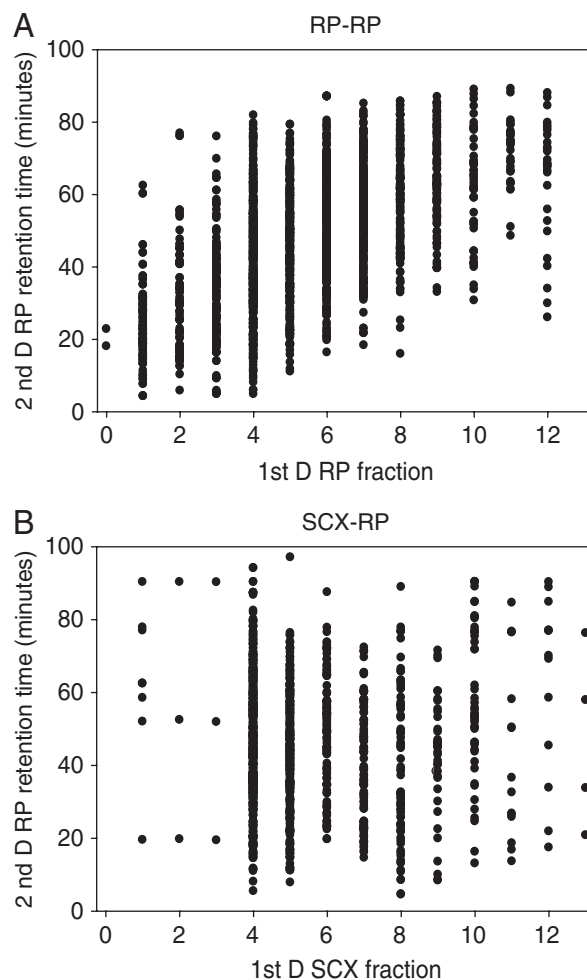 A
RP-RP
2 nd D RP retention time (minutes)
100
80
60
40
20
0
0 2 4 6 8 10 12
1st D RP fraction
B
SCX-RP
2 nd D RP retention time (minutes)
100
80
60
40
20
0
0 2 4 6 8 10 12
1st D SCX fraction